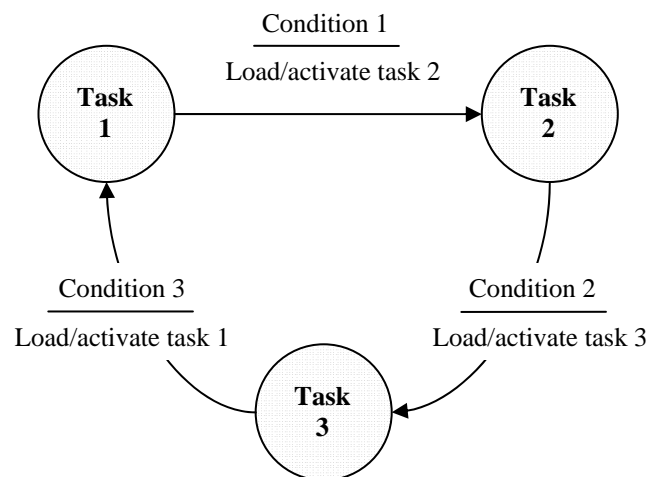 Condition 1
Load/activate task 2
Task
1
Task
2
Condition 3
Load/activate task 1
Condition 2
Load/activate task 3
Task
3